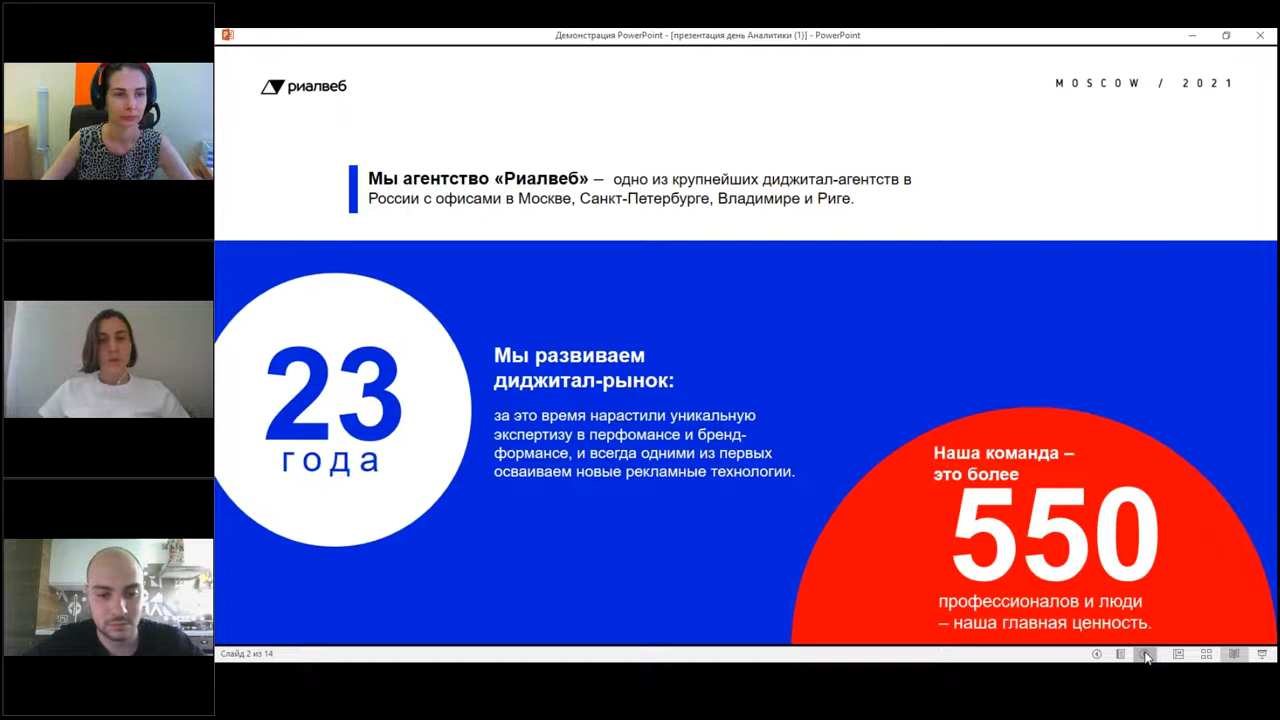 Демонстрация PowerPoint - [презентация день Аналитики (1)] - PowerPoint
риалвеб
MOSCOW / 2021
Мы агентство «Риалвеб» – одно из крупнейших диджитал-агентств в
России с офисами в Москве, Санкт-Петербурге, Владимире и Риге.
23
года
Мы развиваем
диджитал-рынок:
за это время нарастили уникальную
экспертизу в перфомансе и бренд-
формансе, и всегда одними из первых
осваиваем новые рекламные технологии.
Наша команда –
это более
550
профессионалов и люди
– наша главная ценность.
Слайд 2 из 14